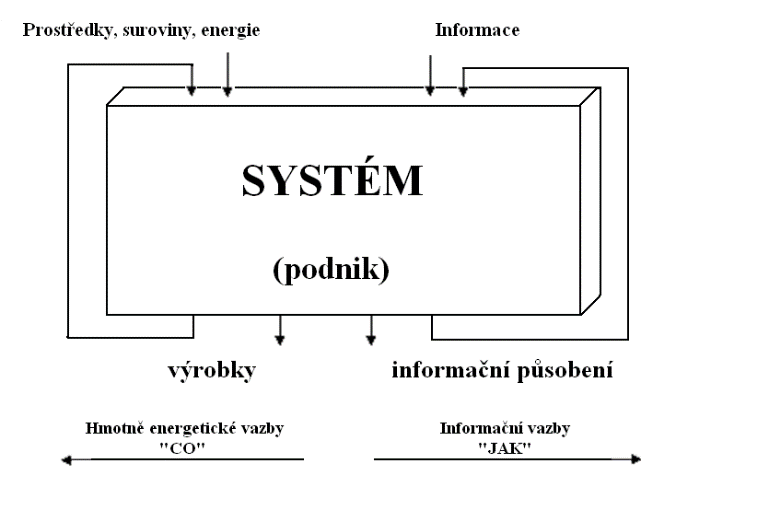 Prostředky, suroviny, energie
Informace
SYSTÉM
(podnik)
výrobky
informační působení
Hmotně energetické vazby
"CO"
Informační vazby
"JAK"